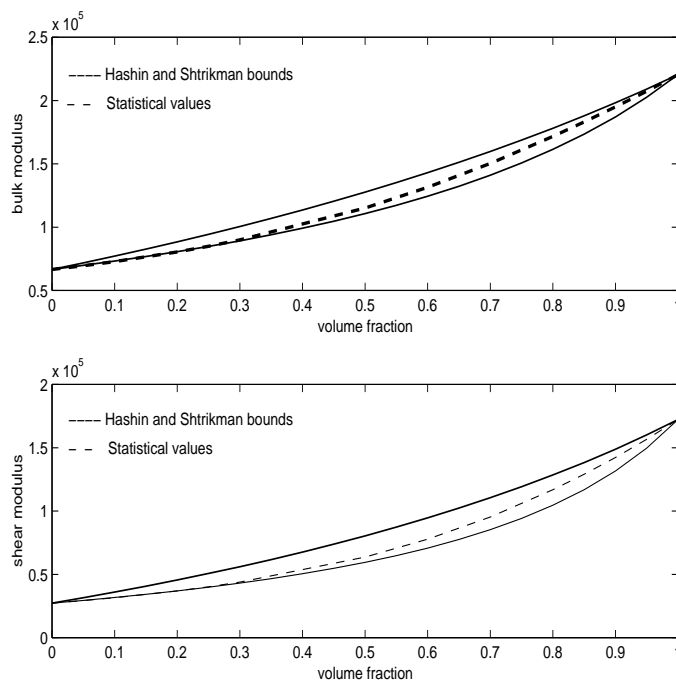 x 10^5
2.5
2
1.5
1
0.5
bulk modulus
---- Hashin and Shtrikman bounds
- - Statistical values
0 0.1 0.2 0.3 0.4 0.5 0.6 0.7 0.8 0.9 1
volume fraction
x 10^5
2
1.5
1
0.5
0
shear modulus
---- Hashin and Shtrikman bounds
- - Statistical values
0 0.1 0.2 0.3 0.4 0.5 0.6 0.7 0.8 0.9 1
volume fraction